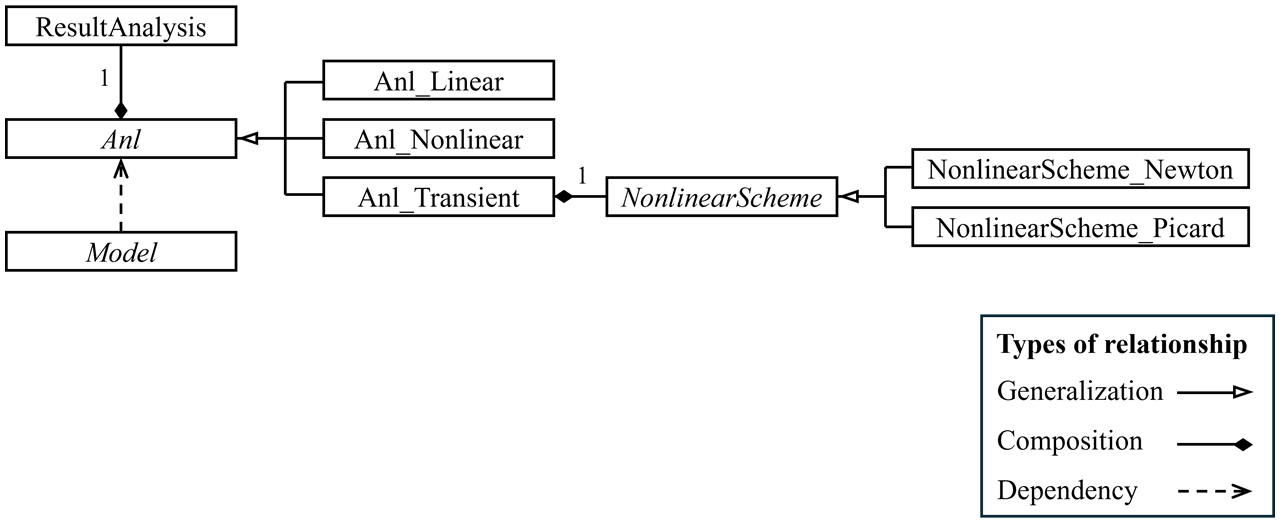 ResultAnalysis
1
Anl
Model
Anl_Linear
Anl_Nonlinear
Anl_Transient
1
NonlinearScheme
NonlinearScheme_Newton
NonlinearScheme_Picard
Types of relationship
Generalization
Composition
Dependency